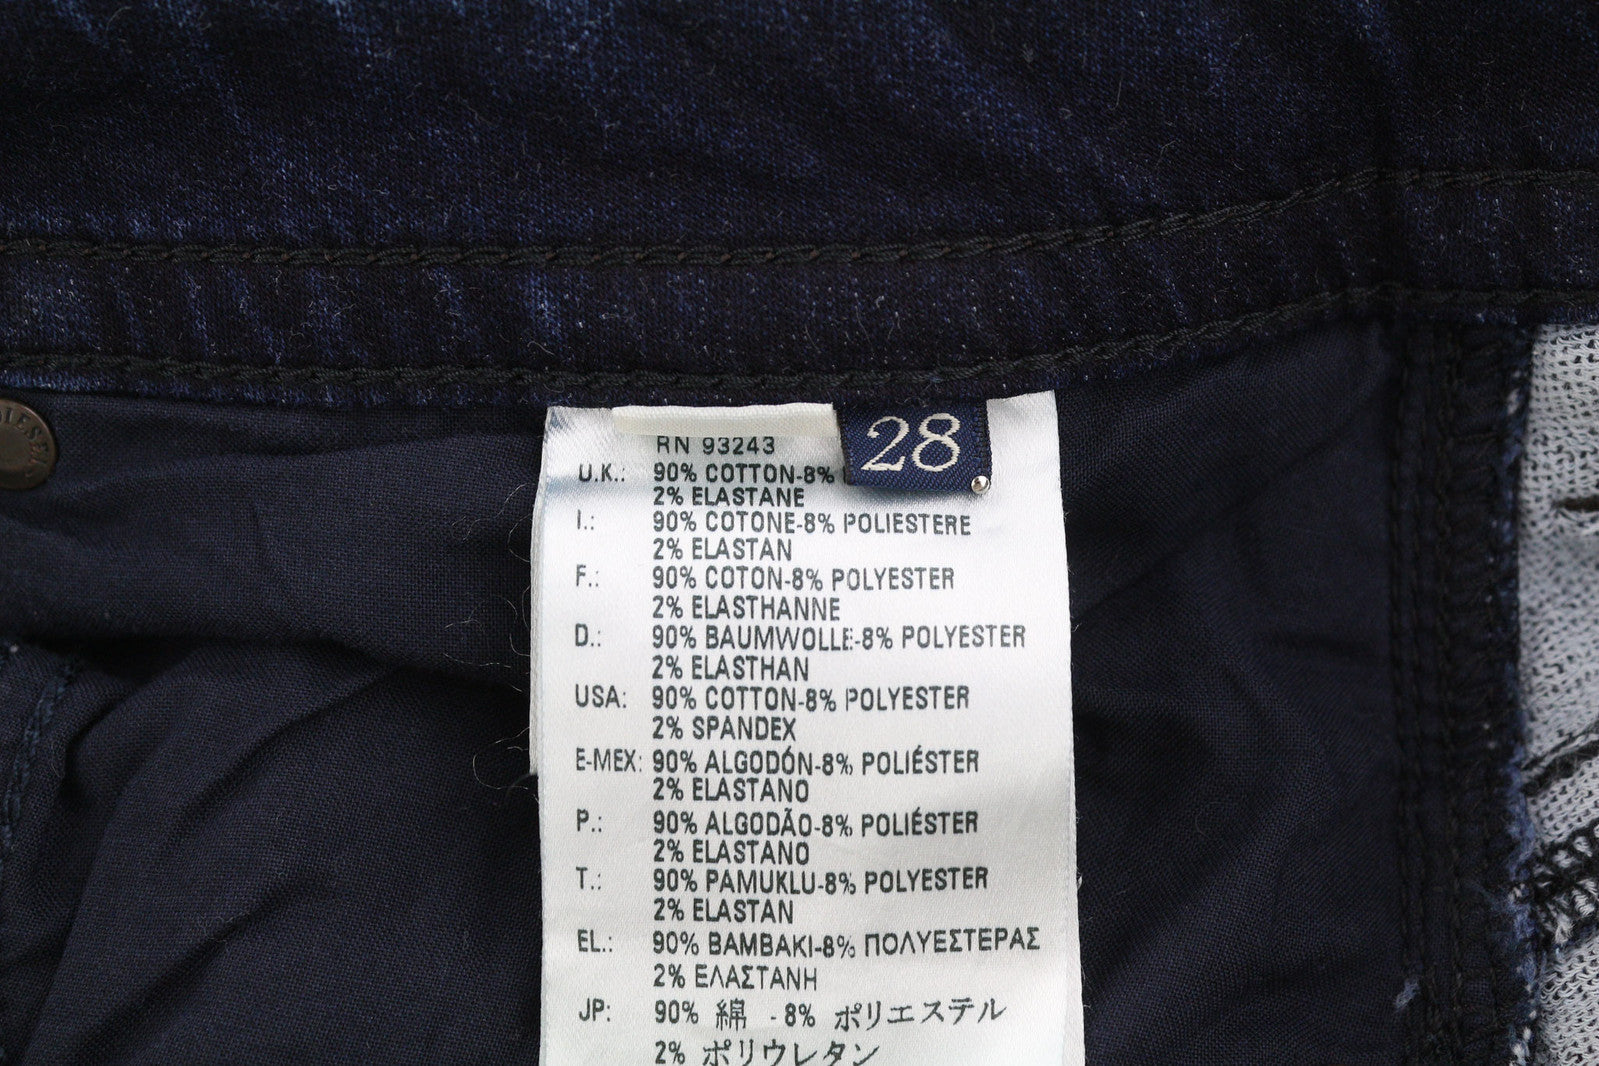 28
RN 93243
U.K.: 90% COTTON-8%
2% ELASTANE
I.: 90% COTONE-8% POLIESTERE
2% ELASTAN
F.: 90% COTON-8% POLYESTER
2% ELASTHANNE
D.: 90% BAUMWOLLE-8% POLYESTER
2% ELASTHAN
USA: 90% COTTON-8% POLYESTER
2% SPANDEX
E-MEX: 90% ALGODÓN-8% POLIÉSTER
2% ELASTANO
P.: 90% ALGODÃO-8% POLIÉSTER
2% ELASTANO
T.: 90% PAMUKLU-8% POLYESTER
2% ELASTAN
EL.: 90% BAMBAKI-8% ΠΟΛΥΕΣΤΕΡΑΣ
2% ΕΛΑΣΤΑΝΗ
JP: 90% 綿 - 8% ポリエステル
2% ポリウレタン
DIESEL